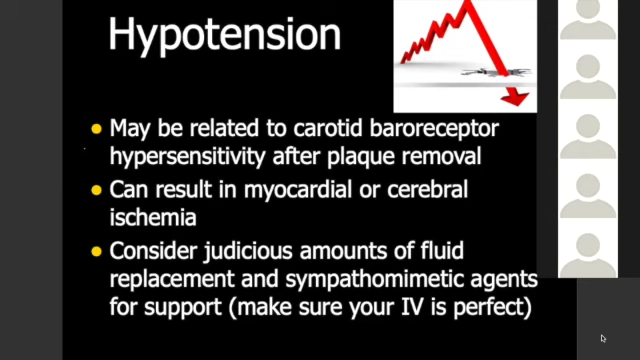 Hypotension
• May be related to carotid baroreceptor
hypersensitivity after plaque removal
• Can result in myocardial or cerebral
ischemia
• Consider judicious amounts of fluid
replacement and sympathomimetic agents
for support (make sure your IV is perfect)